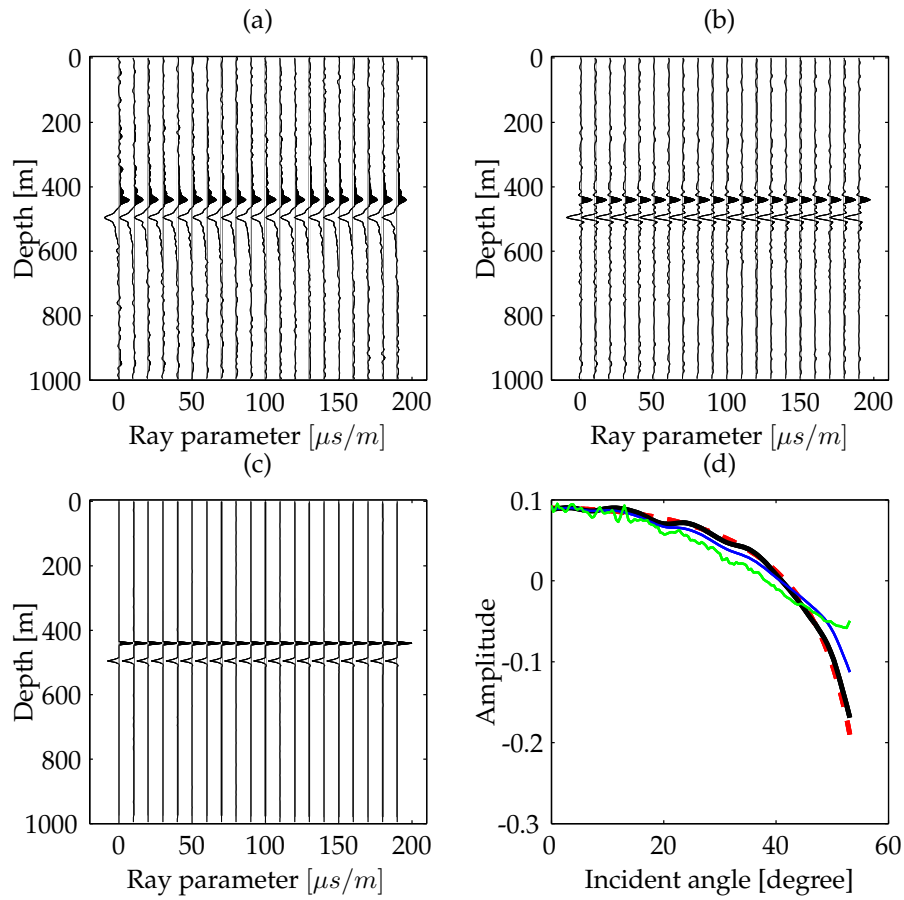 (a)
0
200
400
600
800
1000
Depth [m]
0 50 100 150 200
Ray parameter [μs/m]
(b)
0
200
400
600
800
1000
Depth [m]
0 50 100 150 200
Ray parameter [μs/m]
(c)
0
200
400
600
800
1000
Depth [m]
0 50 100 150 200
Ray parameter [μs/m]
(d)
0.1
0
-0.1
-0.2
-0.3
Amplitude
0 20 40 60
Incident angle [degree]